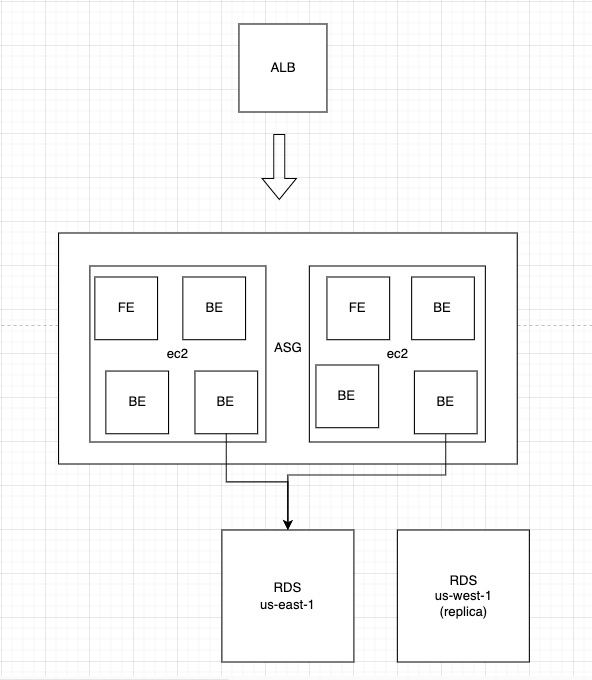 ALB
FE
BE
FE
BE
ec2
ASG
ec2
BE
BE
BE
BE
RDS
us-east-1
RDS
us-west-1
(replica)